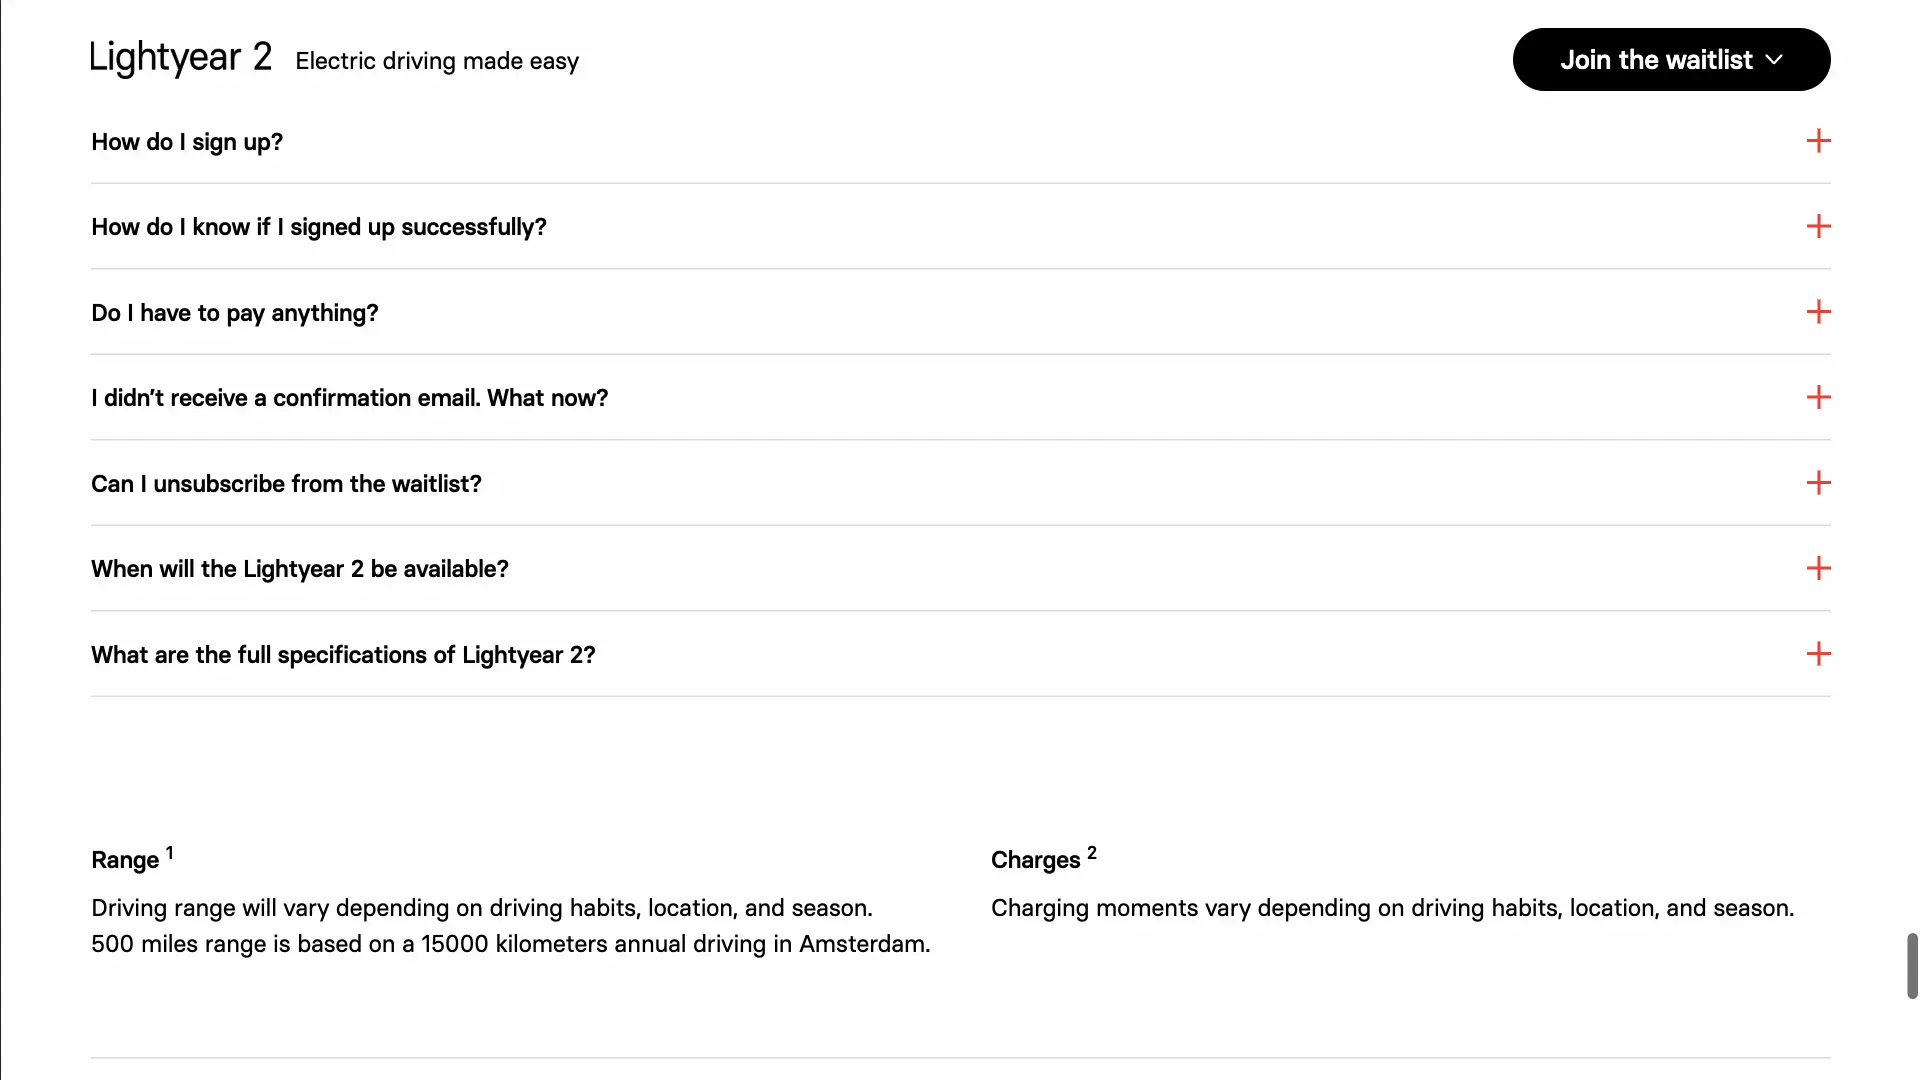 Lightyear 2 Electric driving made easy
Join the waitlist
How do I sign up?
How do I know if I signed up successfully?
Do I have to pay anything?
I didn’t receive a confirmation email. What now?
Can I unsubscribe from the waitlist?
When will the Lightyear 2 be available?
What are the full specifications of Lightyear 2?
Range 1
Driving range will vary depending on driving habits, location, and season.
500 miles range is based on a 15000 kilometers annual driving in Amsterdam.
Charges 2
Charging moments vary depending on driving habits, location, and season.